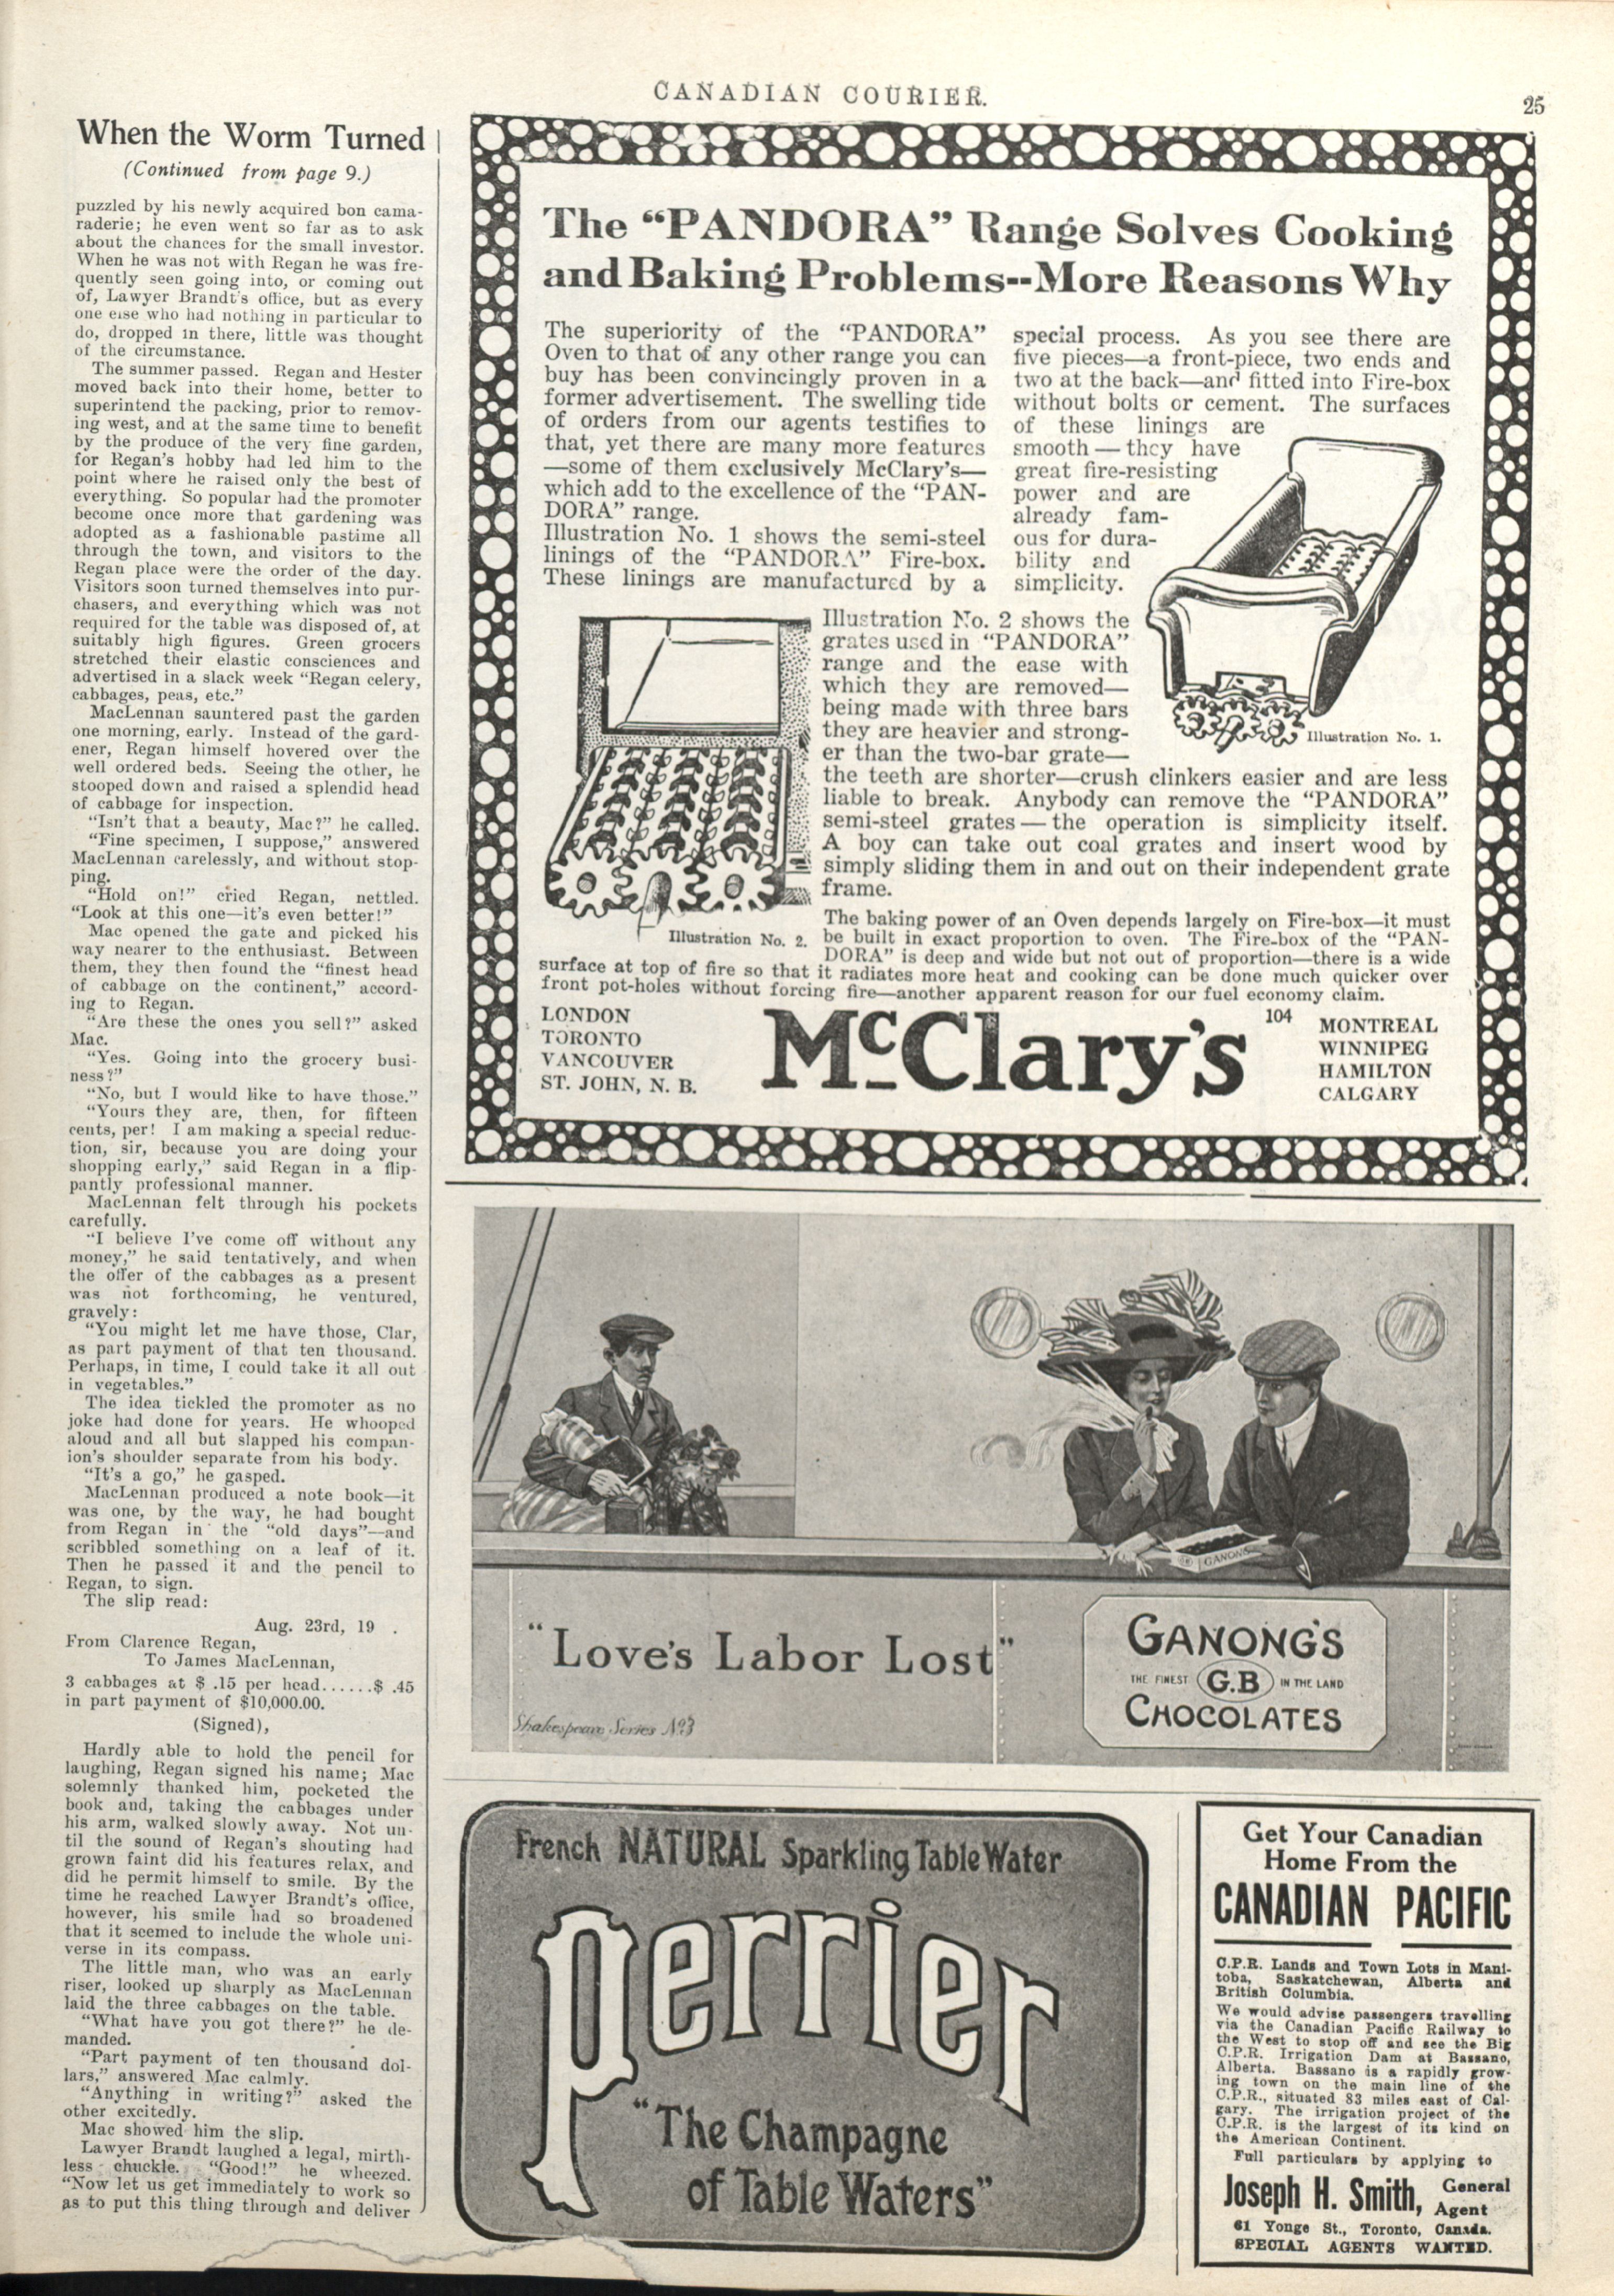 CANADIAN COURIER.
25
When the Worm Turned
(Continued from page 9.)
puzzled by his newly acquired bon cama-
raderie; he even went so far as to ask
about the chances for the small investor.
When he was not with Regan he was fre-
quently seen going into, or coming out
of, Lawyer Brandt's office, but as every
one else who had nothing in particular to
do, dropped in there, little was thought
of the circumstance.
The summer passed. Regan and Hester
moved back into their home, better to
superintend the packing, prior to remov-
ing west, and at the same time to benefit
by the produce of the very fine garden,
for Regan's hobby had led him to the
point where he raised only the best of
everything. So popular had the promoter
become once more that gardening was
adopted as a fashionable pastime all
through the town, and visitors to the
Regan place were the order of the day.
Visitors soon turned themselves into pur-
chasers, and everything which was not
required for the table was disposed of, at
suitably high figures. Green grocers
stretched their elastic consciences and
advertised in a slack week "Regan celery,
cabbages, peas, etc."
MacLennan sauntered past the garden
one morning, early. Instead of the gard-
ener, Regan himself hovered over the
well ordered beds. Seeing the other, he
stooped down and raised a splendid head
of cabbage for inspection.
"Isn't that a beauty, Mac?" he called.
"Fine specimen, I suppose," answered
MacLennan carelessly, and without stop-
ping.
"Hold on!" cried Regan, nettled.
"Look at this one—it's even better!"
Mac opened the gate and picked his
way nearer to the enthusiast. Between
them, they then found the "finest head
of cabbage on the continent," accord-
ing to Regan.
"Are these the ones you sell?" asked
Mac.
"Yes. Going into the grocery busi-
ness?"
"No, but I would like to have those."
"Yours they are, then, for fifteen
cents, per! I am making a special reduc-
tion, sir, because you are doing your
shopping early," said Regan in a flip-
pantly professional manner.
MacLennan felt through his pockets
carefully.
"I believe I've come off without any
money," he said tentatively, and when
the offer of the cabbages as a present
was not forthcoming, he ventured,
gravely:
"You might let me have those, Clar,
as part payment of that ten thousand.
Perhaps, in time, I could take it all out
in vegetables."
The idea tickled the promoter as no
joke had done for years. He whooped
aloud and all but slapped his compan-
ion's shoulder separate from his body.
"It's a go," he gasped.
MacLennan produced a note book—it
was one, by the way, he had bought
from Regan in the "old days"—and
scribbled something on a leaf of it.
Then he passed it and the pencil to
Regan, to sign.
The slip read:
Aug. 23rd, 19 .
From Clarence Regan,
To James MacLennan,
3 cabbages at $ .15 per head......$ .45
in part payment of $10,000.00.
(Signed),
Hardly able to hold the pencil for
laughing, Regan signed his name; Mac
solemnly thanked him, pocketed the
book and, taking the cabbages under
his arm, walked slowly away. Not un-
til the sound of Regan's shouting had
grown faint did his features relax, and
did he permit himself to smile. By the
time he reached Lawyer Brandt's office,
however, his smile had so broadened
that it seemed to include the whole uni-
verse in its compass.
The little man, who was an early
riser, looked up sharply as MacLennan
laid the three cabbages on the table.
"What have you got there?" he de-
manded.
"Part payment of ten thousand dol-
lars," answered Mac calmly.
"Anything in writing?" asked the
other excitedly.
Mac showed him the slip.
Lawyer Brandt laughed a legal, mirth-
less chuckle. "Good!" he wheezed.
"Now let us get immediately to work so
as to put this thing through and deliver
The "PANDORA" Range Solves Cooking
and Baking Problems--More Reasons Why
The superiority of the "PANDORA"
Oven to that of any other range you can
buy has been convincingly proven in a
former advertisement. The swelling tide
of orders from our agents testifies to
that, yet there are many more features
—some of them exclusively McClary's—
which add to the excellence of the "PAN-
DORA" range.
Illustration No. 1 shows the semi-steel
linings of the "PANDORA" Fire-box.
These linings are manufactured by a
special process. As you see there are
five pieces—a front-piece, two ends and
two at the back—and fitted into Fire-box
without bolts or cement. The surfaces
of these linings are
smooth—they have
great fire-resisting
power and are
already fam-
ous for dura-
bility and
simplicity.
Illustration No. 1.
Illustration No. 2 shows the
grates used in "PANDORA"
range and the ease with
which they are removed—
being made with three bars
they are heavier and strong-
er than the two-bar grate—
the teeth are shorter—crush clinkers easier and are less
liable to break. Anybody can remove the "PANDORA"
semi-steel grates—the operation is simplicity itself.
A boy can take out coal grates and insert wood by
simply sliding them in and out on their independent grate
frame.
Illustration No. 2.
The baking power of an Oven depends largely on Fire-box—it must
be built in exact proportion to oven. The Fire-box of the "PAN-
DORA" is deep and wide but not out of proportion—there is a wide
surface at top of fire so that it radiates more heat and cooking can be done much quicker over
front pot-holes without forcing fire—another apparent reason for our fuel economy claim.
LONDON
TORONTO
VANCOUVER
ST. JOHN, N. B.
McClary's
104
MONTREAL
WINNIPEG
HAMILTON
CALGARY
GANONG'S
"Love's Labor Lost"
Shakespeare Series No. 3
GANONG'S
THE FINEST G.B IN THE LAND
CHOCOLATES
French NATURAL Sparkling Table Water
Perrier
"The Champagne
of Table Waters"
Get Your Canadian
Home From the
CANADIAN PACIFIC
C.P.R. Lands and Town Lots in Mani-
toba, Saskatchewan, Alberta and
British Columbia.
We would advise passengers travelling
via the Canadian Pacific Railway to
the West to stop off and see the Big
C.P.R. Irrigation Dam at Bassano,
Alberta. Bassano is a rapidly grow-
ing town on the main line of the
C.P.R., situated 83 miles east of Cal-
gary. The irrigation project of the
C.P.R. is the largest of its kind on
the American Continent.
Full particulars by applying to
Joseph H. Smith, General
Agent
61 Yonge St., Toronto, Canada.
SPECIAL AGENTS WANTED.